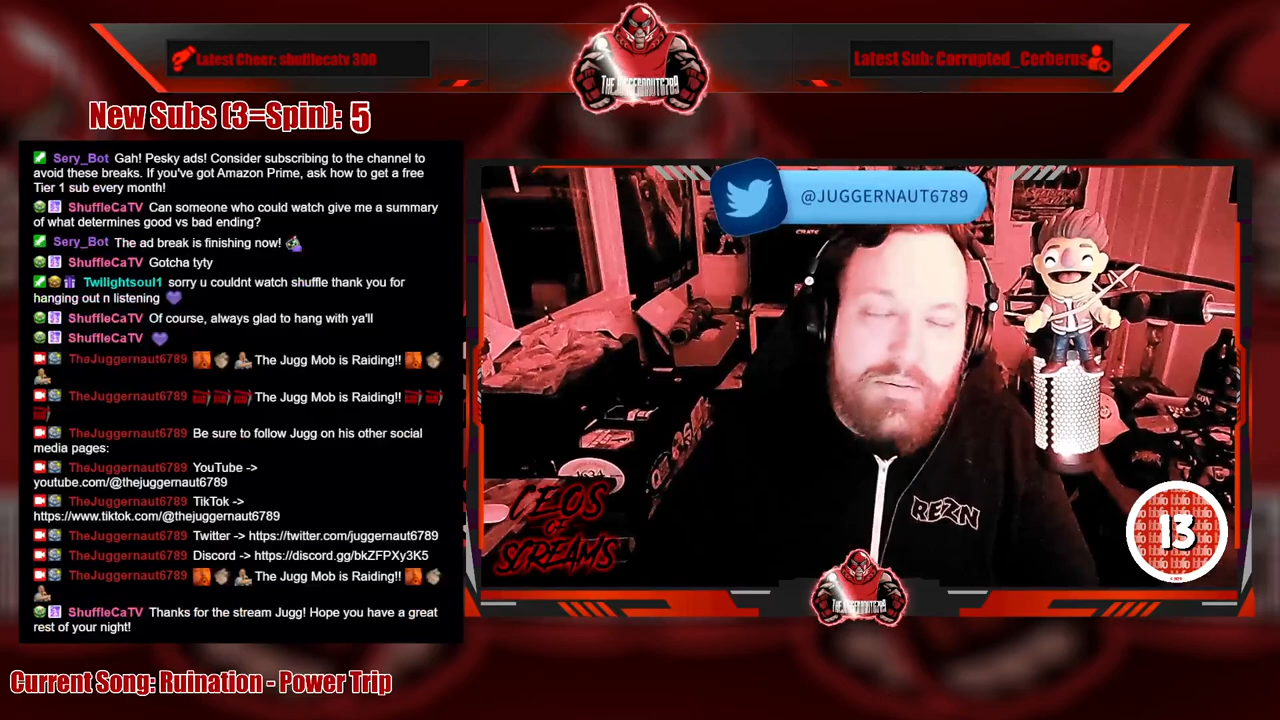 Latest Cheer: shufflecatv 300
THEJUGGERNAUT6789
Latest Sub: Corrupted_Cerberus
New Subs (3=Spin): 5
Sery_Bot Gah! Pesky ads! Consider subscribing to the channel to
avoid these breaks. If you've got Amazon Prime, ask how to get a free
Tier 1 sub every month!
ShuffleCaTV Can someone who could watch give me a summary
of what determines good vs bad ending?
Sery_Bot The ad break is finishing now!
ShuffleCaTV Gotcha tyty
Twilightsoul1 sorry u couldnt watch shuffle thank you for
hanging out n listening
ShuffleCaTV Of course, always glad to hang with ya'll
ShuffleCaTV
TheJuggernaut6789 The Jugg Mob is Raiding!!
TheJuggernaut6789 The Jugg Mob is Raiding!!
TheJuggernaut6789 Be sure to follow Jugg on his other social
media pages:
TheJuggernaut6789 YouTube ->
youtube.com/@thejuggernaut6789
TheJuggernaut6789 TikTok ->
https://www.tiktok.com/@thejuggernaut6789
TheJuggernaut6789 Twitter -> https://twitter.com/juggernaut6789
TheJuggernaut6789 Discord -> https://discord.gg/bkZFPXy3K5
TheJuggernaut6789 The Jugg Mob is Raiding!!
ShuffleCaTV Thanks for the stream Jugg! Hope you have a great
rest of your night!
@JUGGERNAUT6789
REZN
CEOS
OF
SCREAMS
13
THEJUGGERNAUT6789
Current Song: Ruination - Power Trip